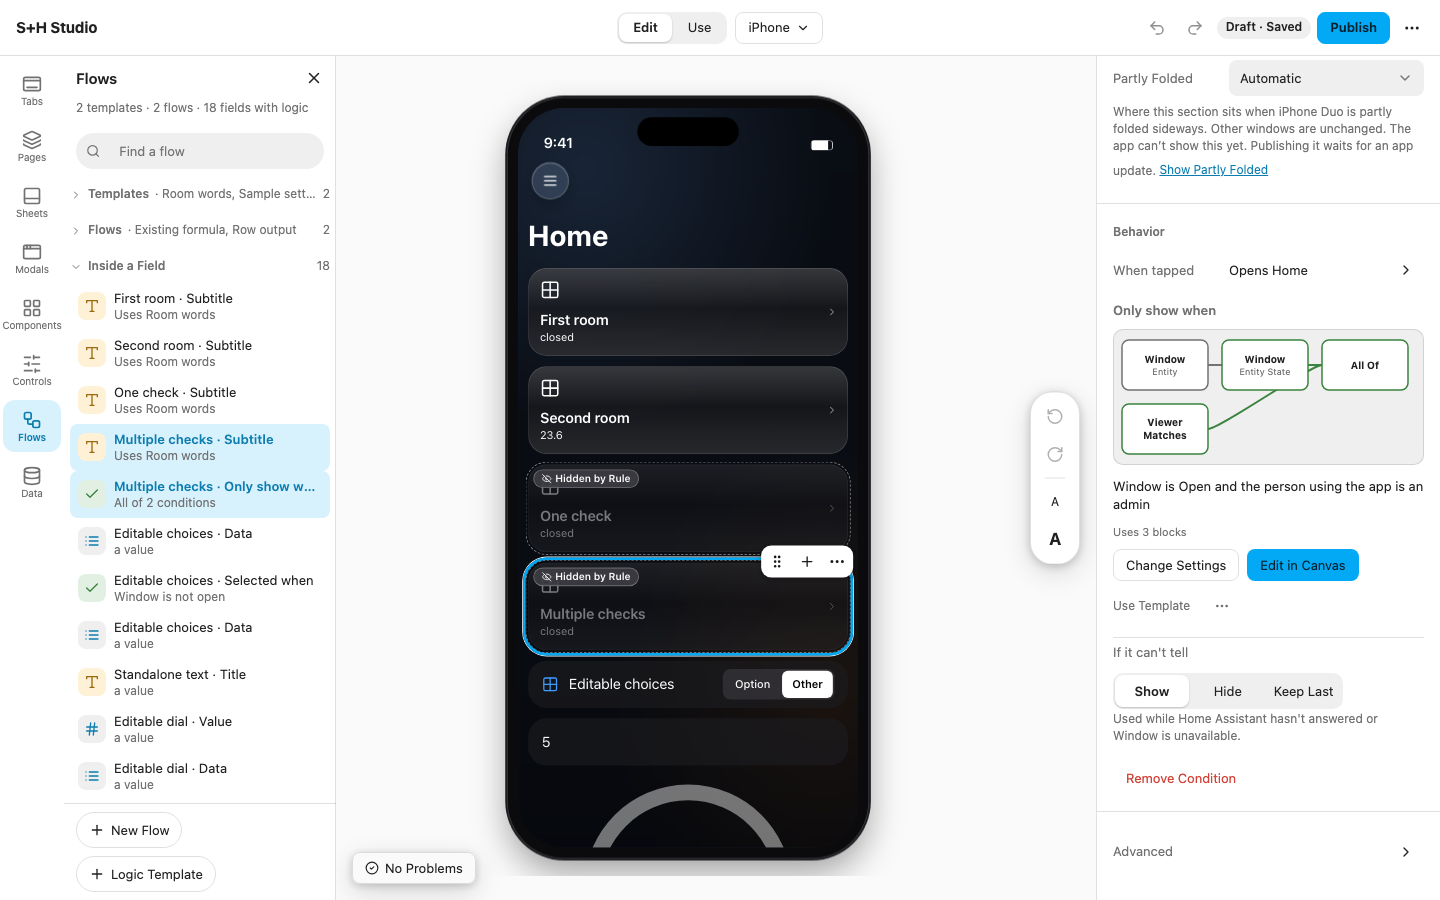 S+H Studio
Edit
Use
iPhone
Draft · Saved
Publish
Tabs
Pages
Sheets
Modals
Components
Controls
Flows
Data
Flows
2 templates · 2 flows · 18 fields with logic
Find a flow
Templates · Room words, Sample sett... 2
Flows · Existing formula, Row output 2
Inside a Field 18
First room · Subtitle
Uses Room words
Second room · Subtitle
Uses Room words
One check · Subtitle
Uses Room words
Multiple checks · Subtitle
Uses Room words
Multiple checks · Only show w...
All of 2 conditions
Editable choices · Data
a value
Editable choices · Selected when
Window is not open
Editable choices · Data
a value
Standalone text · Title
a value
Editable dial · Value
a value
Editable dial · Data
a value
New Flow
Logic Template
9:41
Home
First room
closed
Second room
23.6
Hidden by Rule
One check
closed
Hidden by Rule
Multiple checks
closed
Editable choices
Option
Other
5
No Problems
A
A
Partly Folded
Automatic
Where this section sits when iPhone Duo is partly
folded sideways. Other windows are unchanged. The
app can't show this yet. Publishing it waits for an app
update. Show Partly Folded
Behavior
When tapped
Opens Home
Only show when
Window
Entity
Window
Entity State
All Of
Viewer
Matches
Window is Open and the person using the app is an
admin
Uses 3 blocks
Change Settings
Edit in Canvas
Use Template
If it can't tell
Show
Hide
Keep Last
Used while Home Assistant hasn't answered or
Window is unavailable.
Remove Condition
Advanced